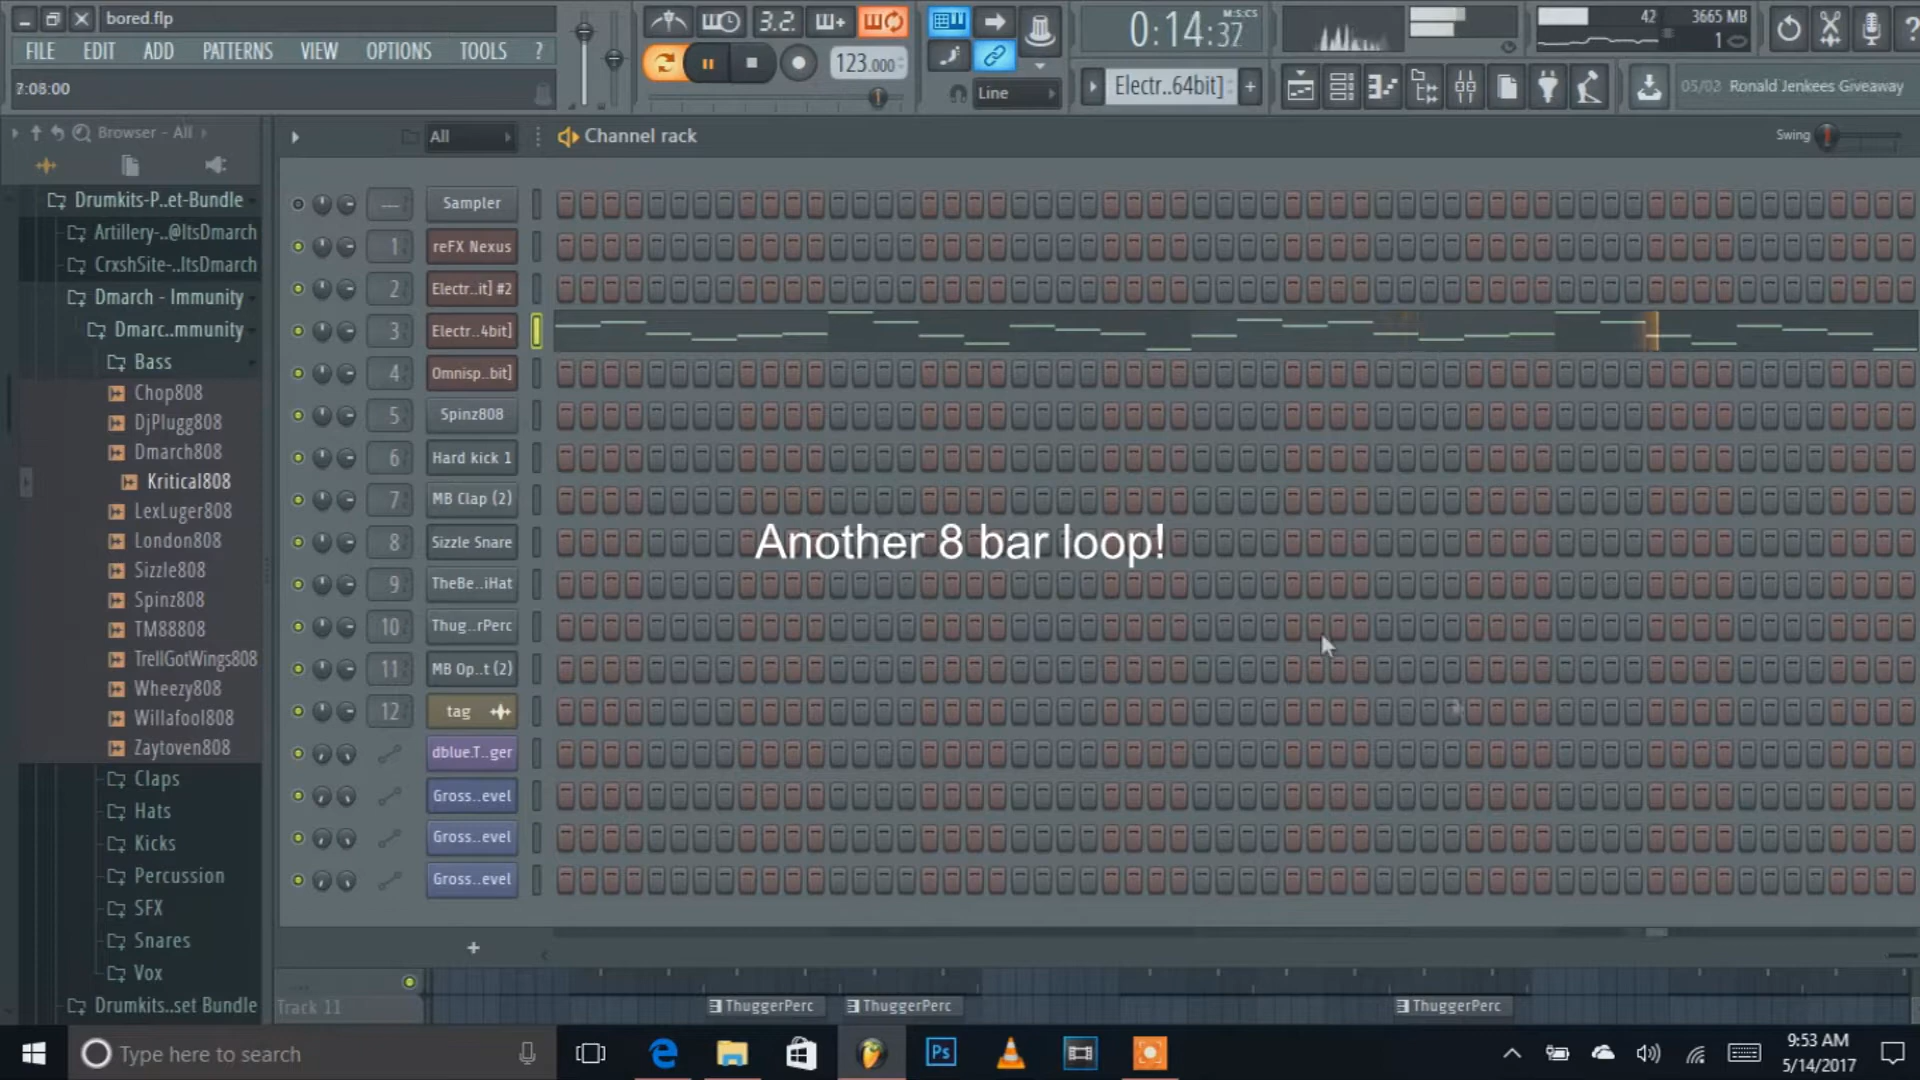 bored.flp
FILE EDIT ADD PATTERNS VIEW OPTIONS TOOLS ?
7:08:00
3.2.
123.000
Line
0:14:37
M:S:CS
Electr..64bit]
42
3665 MB
1
05/02 Ronald Jenkees Giveaway
Browser - All
All
Channel rack
Swing
Drumkits-P..et-Bundle
Artillery-..@ItsDmarch
CrxshSite-..ItsDmarch
Dmarch - Immunity
Dmarc..mmunity
Bass
Chop808
DjPlugg808
Dmarch808
Kritical808
LexLuger808
London808
Sizzle808
Spinz808
TM88808
TrellGotWings808
Wheezy808
Willafool808
Zaytoven808
Claps
Hats
Kicks
Percussion
SFX
Snares
Vox
Drumkits..set Bundle
--- Sampler
1 reFX Nexus
2 Electr..it] #2
3 Electr..4bit]
4 Omnisp..bit]
5 Spinz808
6 Hard kick 1
7 MB Clap (2)
8 Sizzle Snare
9 TheBe..iHat
10 Thug..rPerc
11 MB Op..t (2)
12 tag
dblue.T..ger
Gross..evel
Gross..evel
Gross..evel
Another 8 bar loop!
+
Track 11
ThuggerPerc
ThuggerPerc
ThuggerPerc
Type here to search
Ps
9:53 AM
5/14/2017